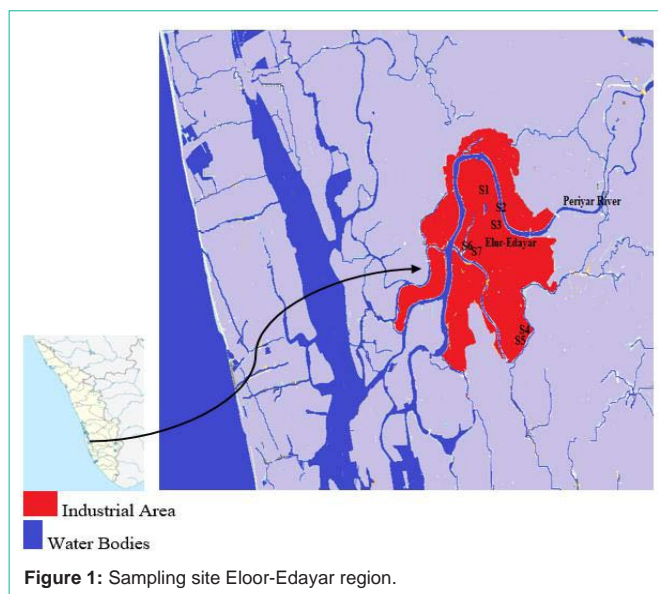 S1
S2
Periyar River
S3
Elur-Edayar
S6
S7
S4
S5
Industrial Area
Water Bodies
Figure 1: Sampling site Eloor-Edayar region.